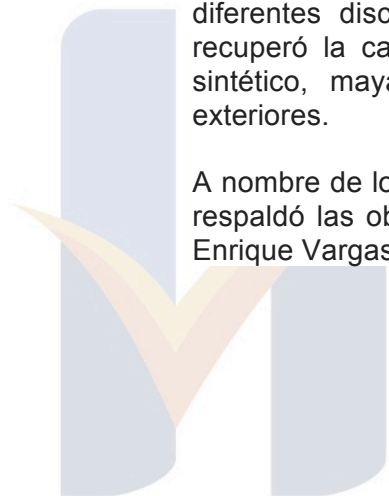 diferentes
recuperó la
sintético,
exteriores.
A nombre de
respaldó las
Enrique Vargas